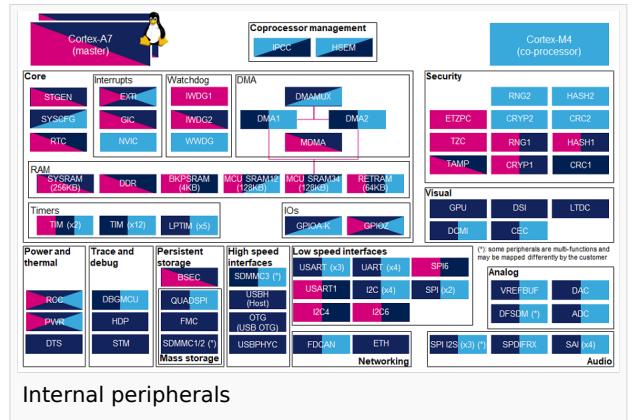 Cortex-A7
(master)
Coprocessor management
IPCC
HSEM
Cortex-M4
(co-processor)
Core
STGEN
SYSCFG
RTC
Interrupts
EXTI
GIC
NVIC
Watchdog
IWDG1
IWDG2
WWDG
DMA
DMAMUX
DMA1
DMA2
MDMA
Security
RNG2
HASH2
ETZPC
CRYP2
CRC2
TZC
RNG1
HASH1
TAMP
CRYP1
CRC1
RAM
SYSRAM
(256KB)
DDR
BKPSRAM
(4KB)
MCU SRAM12
(128KB)
MCU SRAM34
(128KB)
RETRAM
(64KB)
Timers
TIM (x2)
TIM (x12)
LPTIM (x5)
IOs
GPIOA-K
GPIOZ
Visual
GPU
DSI
LTDC
DCMI
CEC
Power and
thermal
RCC
PWR
DTS
Trace and
debug
DBGMCU
HDP
STM
Persistent
storage
BSEC
QUADSPI
FMC
SDMMC1/2 (*)
Mass storage
High speed
interfaces
SDMMC3 (*)
USBH
(Host)
OTG
(USB OTG)
USBPHYC
Low speed interfaces
USART (x3)
UART (x4)
SPI6
USART1
I2C (x4)
SPI (x2)
I2C4
I2C6
FDCAN
ETH
Networking
(*): some peripherals are multi-functions and
may be mapped differently by the customer
Analog
VREFBUF
DAC
DFSDM (*)
ADC
SPI I2S (x3) (*)
SPDIFRX
SAI (x4)
Audio
Internal peripherals